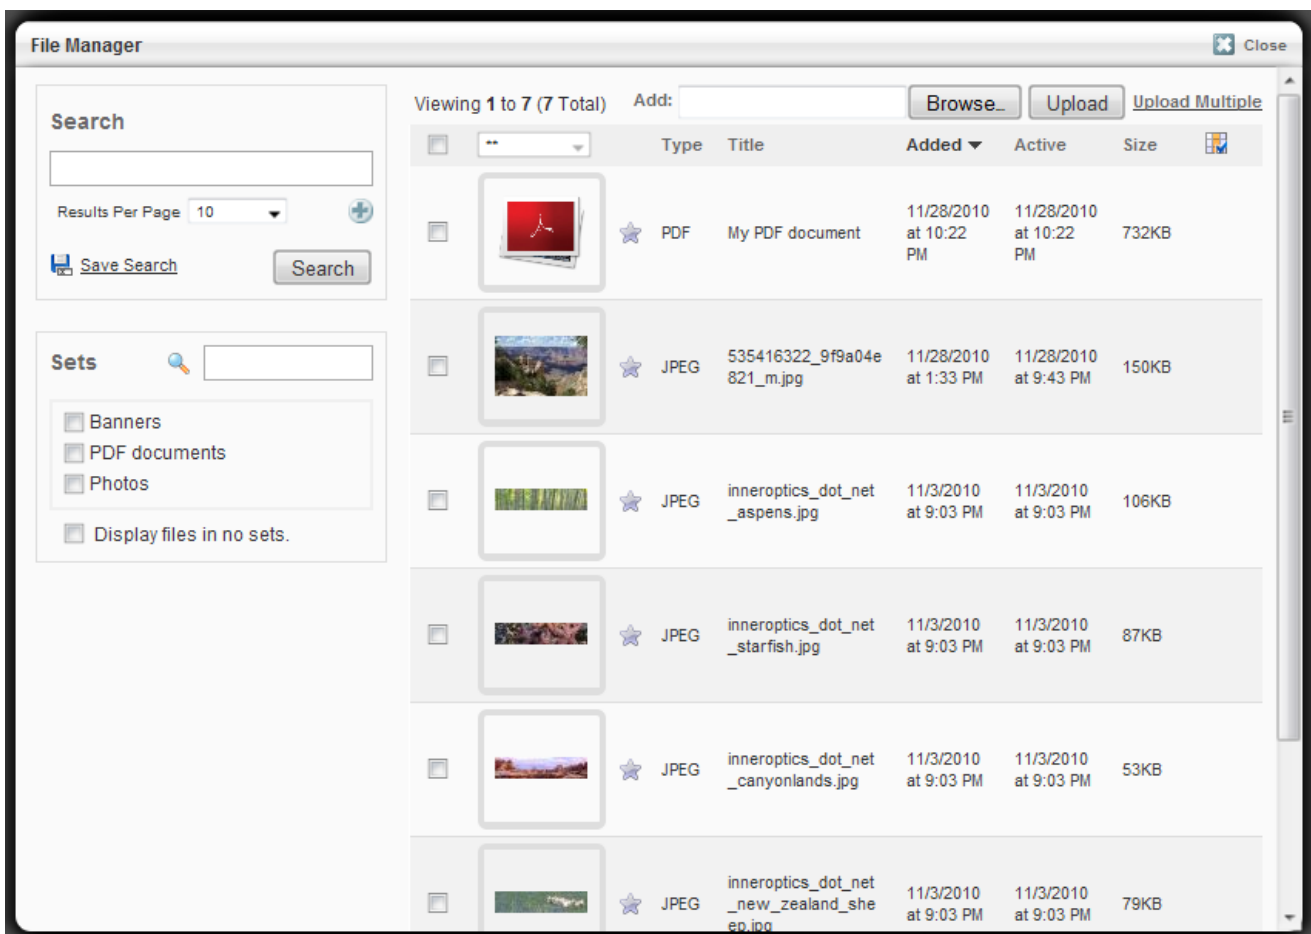 File Manager
Close
Search
Results Per Page 10
Save Search
Search
Sets
Banners
PDF documents
Photos
Display files in no sets.
Viewing 1 to 7 (7 Total)
Add:
Browse...
Upload
Upload Multiple
**
Type Title Added Active Size
PDF My PDF document 11/28/2010 11/28/2010 732KB
at 10:22 at 10:22
PM PM
535416322_9f9a04e 11/28/2010 11/28/2010
JPEG 150KB
821_m.jpg at 1:33 PM at 9:43 PM
inneroptics_dot_net 11/3/2010 11/3/2010
JPEG 106KB
_aspens.jpg at 9:03 PM at 9:03 PM
inneroptics_dot_net 11/3/2010 11/3/2010
JPEG 87KB
_starfish.jpg at 9:03 PM at 9:03 PM
inneroptics_dot_net 11/3/2010 11/3/2010
JPEG 53KB
_canyonlands.jpg at 9:03 PM at 9:03 PM
inneroptics_dot_net 11/3/2010 11/3/2010
JPEG _new_zealand_she 79KB
ep.jpg at 9:03 PM at 9:03 PM